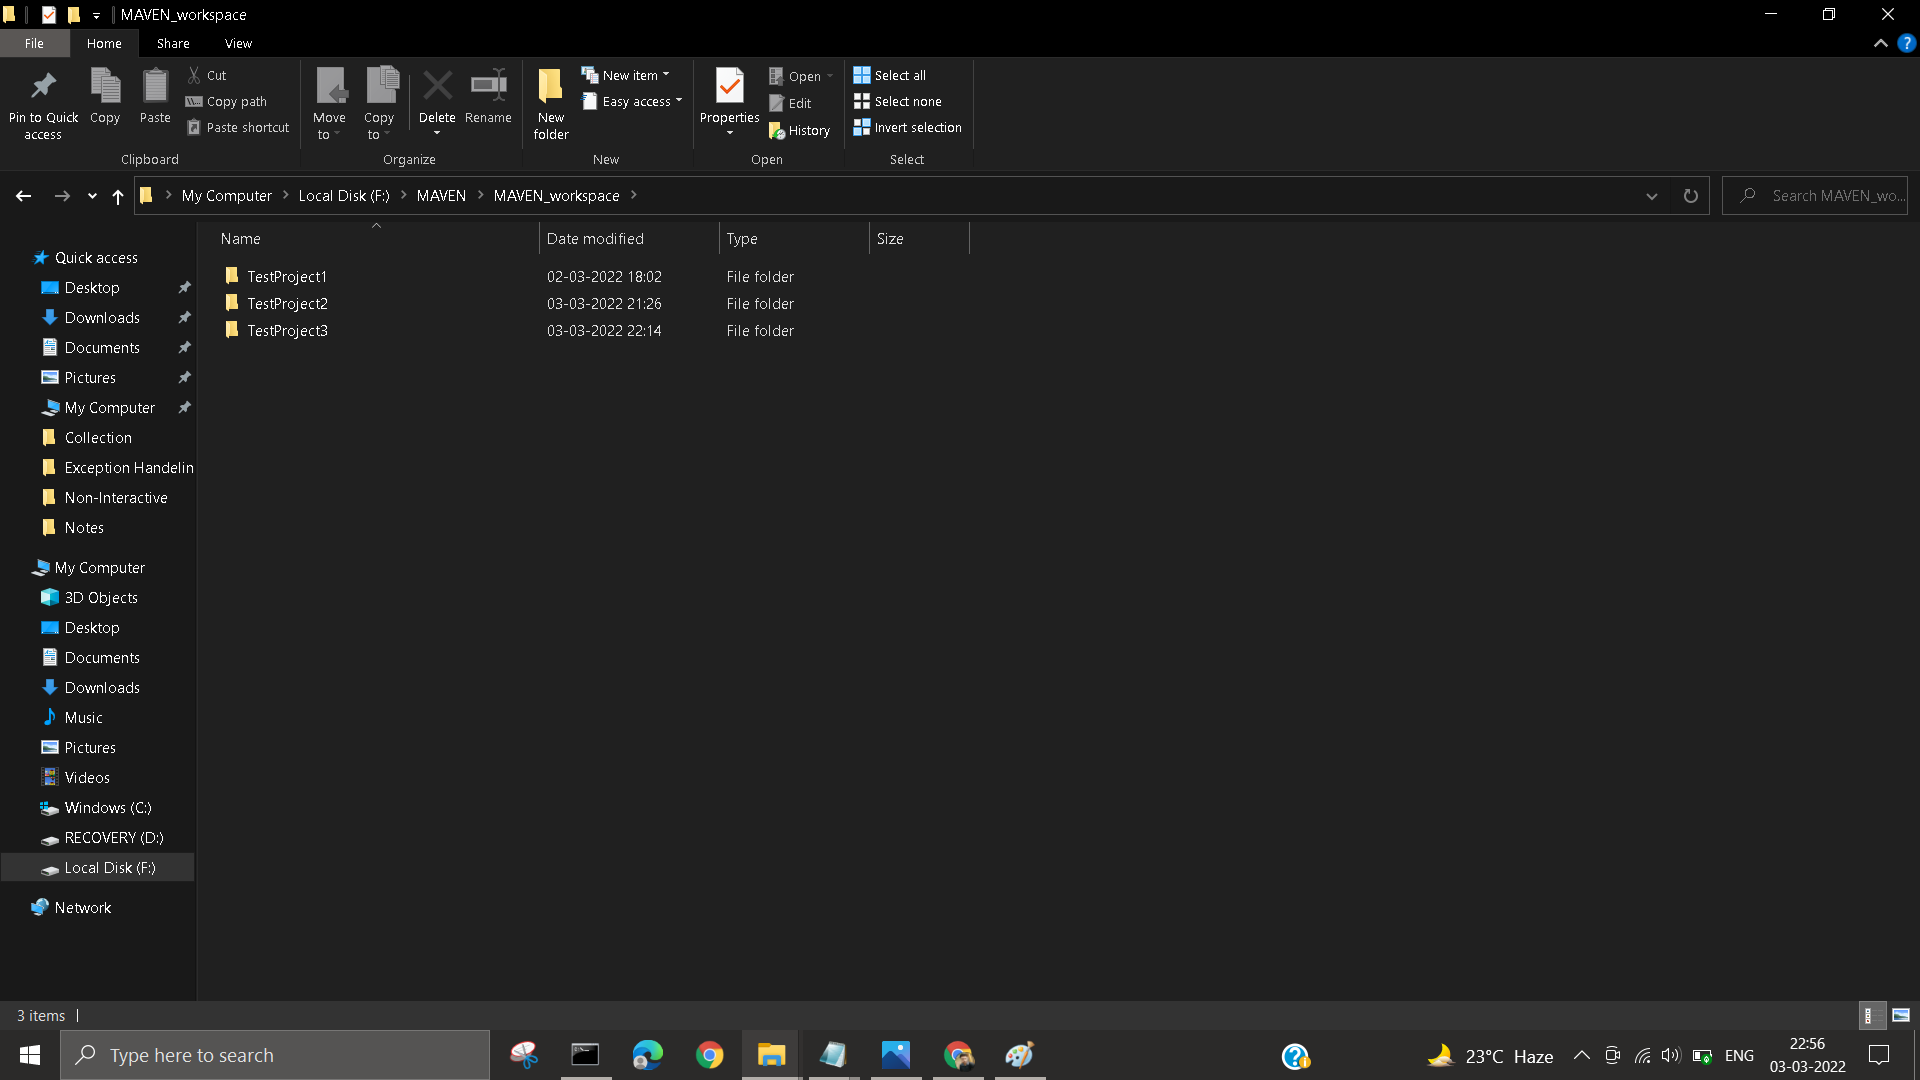 MAVEN_workspace
File Home Share View
Pin to Quick access
Copy
Paste
Cut
Copy path
Paste shortcut
Clipboard
Move to
Copy to
Delete
Rename
Organize
New folder
New item
Easy access
New
Properties
Open
Edit
History
Open
Select all
Select none
Invert selection
Select
My Computer Local Disk (F:) MAVEN MAVEN_workspace
Search MAVEN_wo...
Name Date modified Type Size
TestProject1 02-03-2022 18:02 File folder
TestProject2 03-03-2022 21:26 File folder
TestProject3 03-03-2022 22:14 File folder
Quick access
Desktop
Downloads
Documents
Pictures
My Computer
Collection
Exception Handelin
Non-Interactive
Notes
My Computer
3D Objects
Desktop
Documents
Downloads
Music
Pictures
Videos
Windows (C:)
RECOVERY (D:)
Local Disk (F:)
Network
3 items
Type here to search
23°C Haze
ENG
22:56
03-03-2022